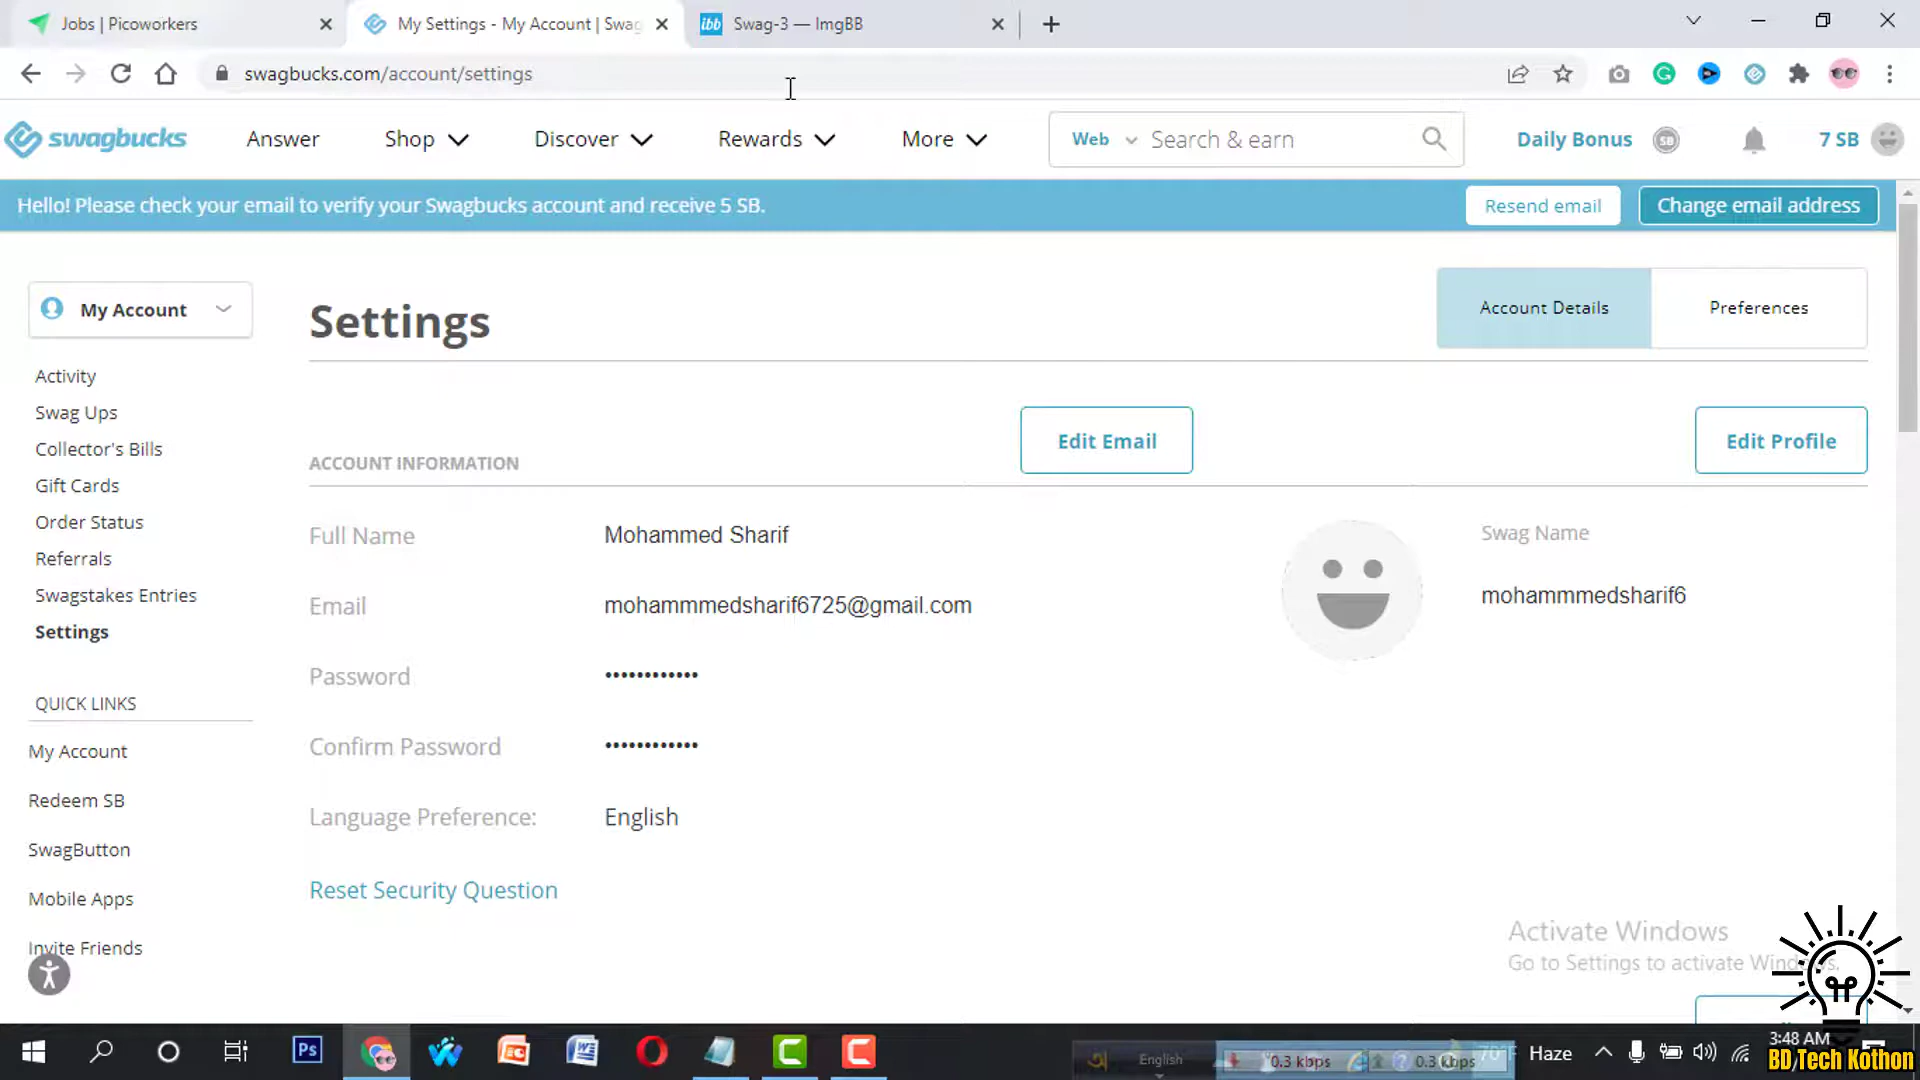 Jobs | Picoworkers
My Settings - My Account | Swag
ibb
Swag-3 — ImgBB
swagbucks.com/account/settings
swagbucks
Answer
Shop
Discover
Rewards
More
Web
Search & earn
Daily Bonus
SB
7 SB
Hello! Please check your email to verify your Swagbucks account and receive 5 SB.
Resend email
Change email address
My Account
Settings
Account Details
Preferences
Activity
Swag Ups
Collector's Bills
Gift Cards
Order Status
Referrals
Swagstakes Entries
Settings
QUICK LINKS
My Account
Redeem SB
SwagButton
Mobile Apps
Invite Friends
Edit Email
Edit Profile
ACCOUNT INFORMATION
Full Name
Mohammed Sharif
Email
mohammmedsharif6725@gmail.com
Password
••••••••••••
Confirm Password
••••••••••••
Language Preference:
English
Reset Security Question
Swag Name
mohammmedsharif6
Activate Windows
Go to Settings to activate Windows.
Ps
English
0.3 kbps
0.3 kbps
70°F
Haze
3:48 AM
BD Tech Kothon